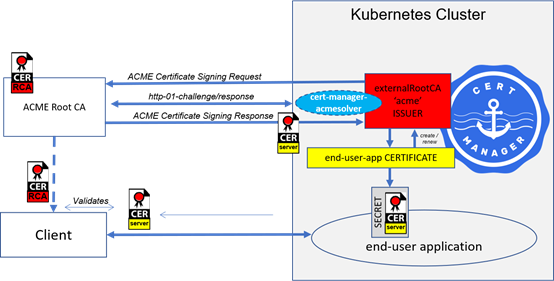 Kubernetes Cluster
CER
RCA
ACME Root CA
ACME Certificate Signing Request
http-01-challenge/response
ACME Certificate Signing Response
CER
server
cert-manager-
acmesolver
externalRootCA
'acme'
ISSUER
CERT
MANAGER
create /
renew
end-user-app CERTIFICATE
CER
RCA
Validates
CER
server
SECRET
CER
server
Client
end-user application